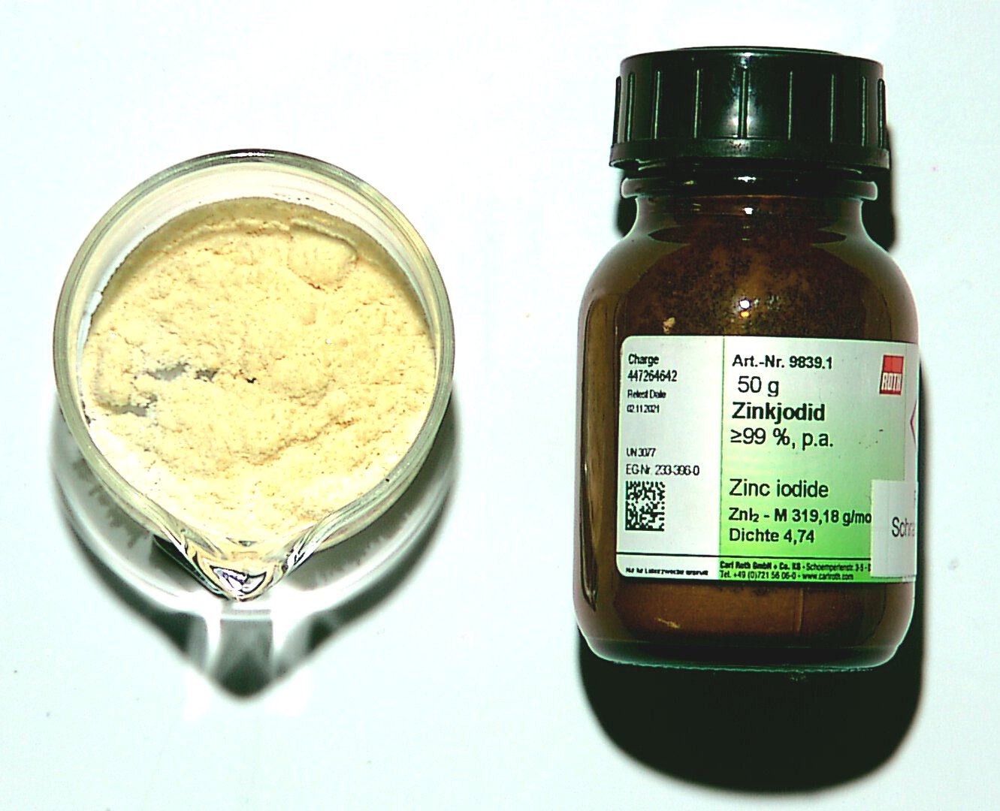 Charge
447264642
Retest Date
02.11.2021
UN 3077
EG-Nr. 233-396-0
Art.-Nr. 9839.1
50 g
ROTH
Zinkjodid
≥99 %, p.a.
Zinc iodide
ZnI₂ - M 319,18 g/mo
Dichte 4,74
Sch
Nur für Laborzwecke geprüft
Carl Roth GmbH + Co. KG - Schoemperlenstr. 3-5 -
Tel. +49 (0)721 56 06-0 - www.carlroth.com